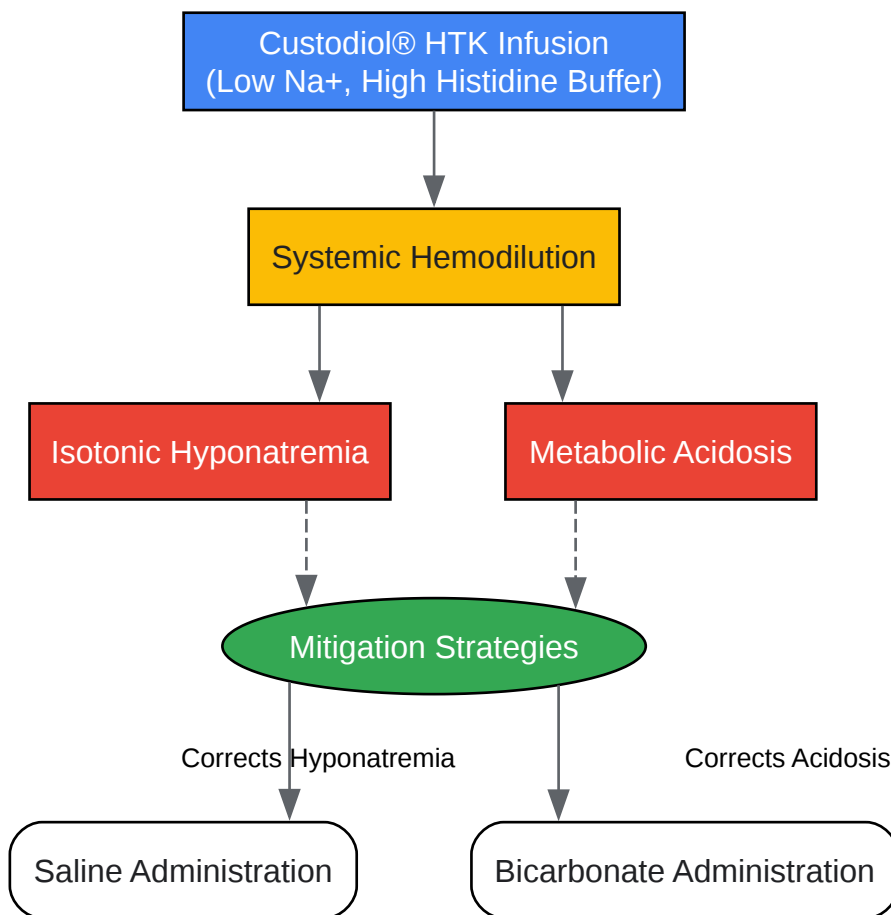 Custodiol® HTK Infusion
(Low Na+, High Histidine Buffer)
Systemic Hemodilution
Isotonic Hyponatremia
Metabolic Acidosis
Mitigation Strategies
Corrects Hyponatremia
Corrects Acidosis
Saline Administration
Bicarbonate Administration